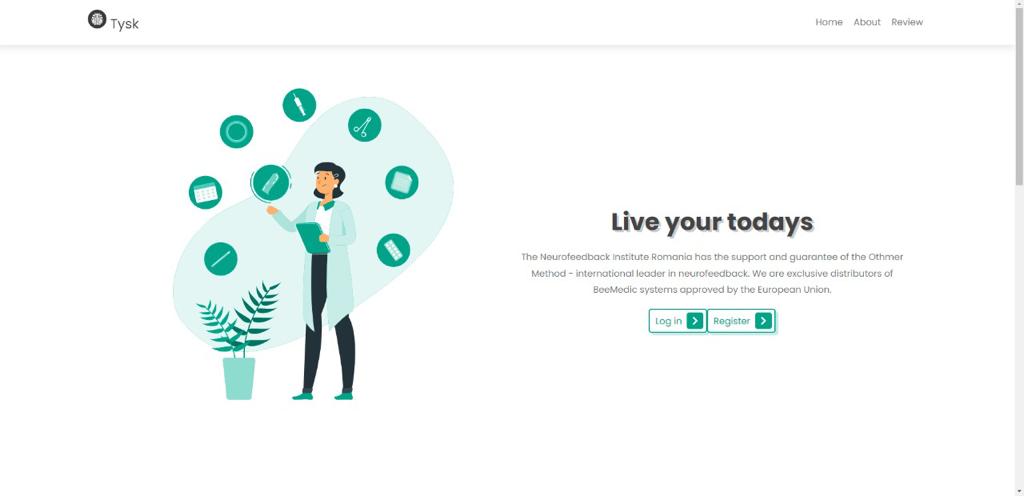 Tysk
Home About Review
Live your todays
The Neurofeedback Institute Romania has the support and guarantee of the Othmer
Method - international leader in neurofeedback. We are exclusive distributors of
BeeMedic systems approved by the European Union.
Log in Register